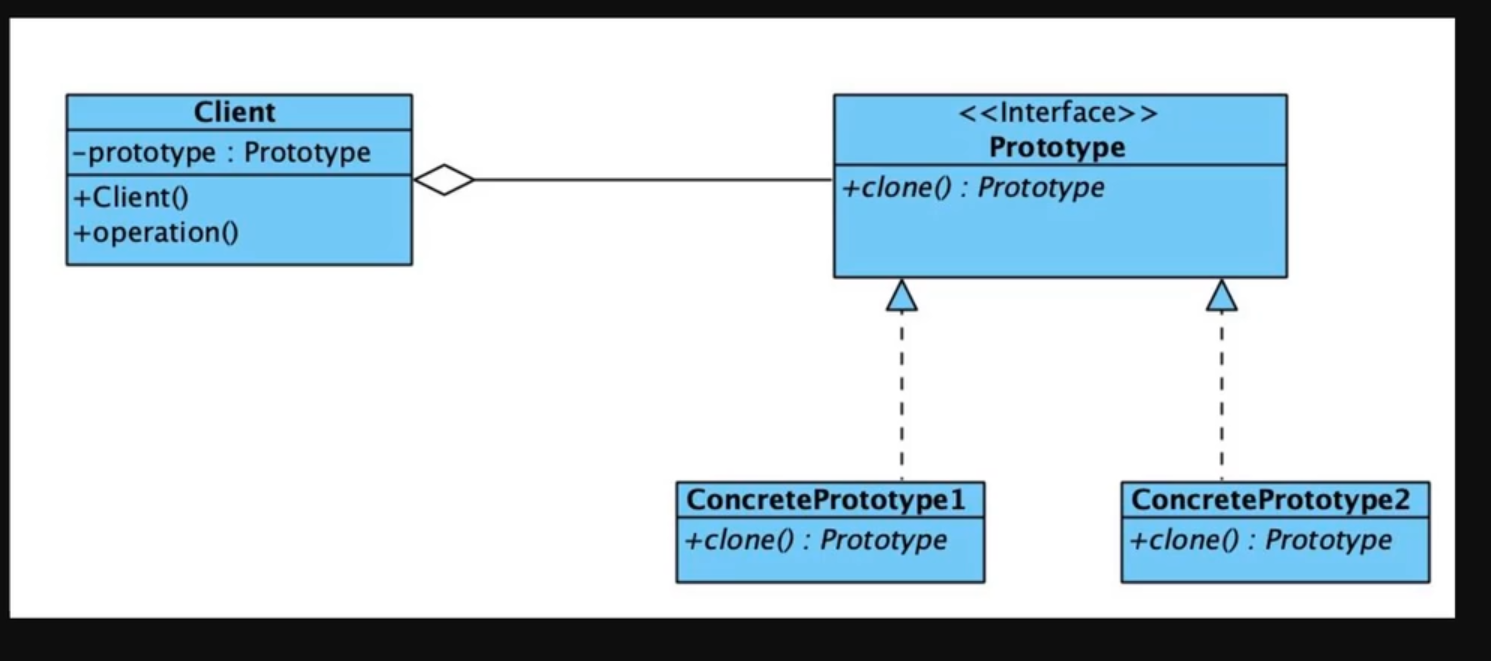 Client
-prototype : Prototype
+Client()
+operation()
<<Interface>>
Prototype
+clone() : Prototype
ConcretePrototype1
+clone() : Prototype
ConcretePrototype2
+clone() : Prototype